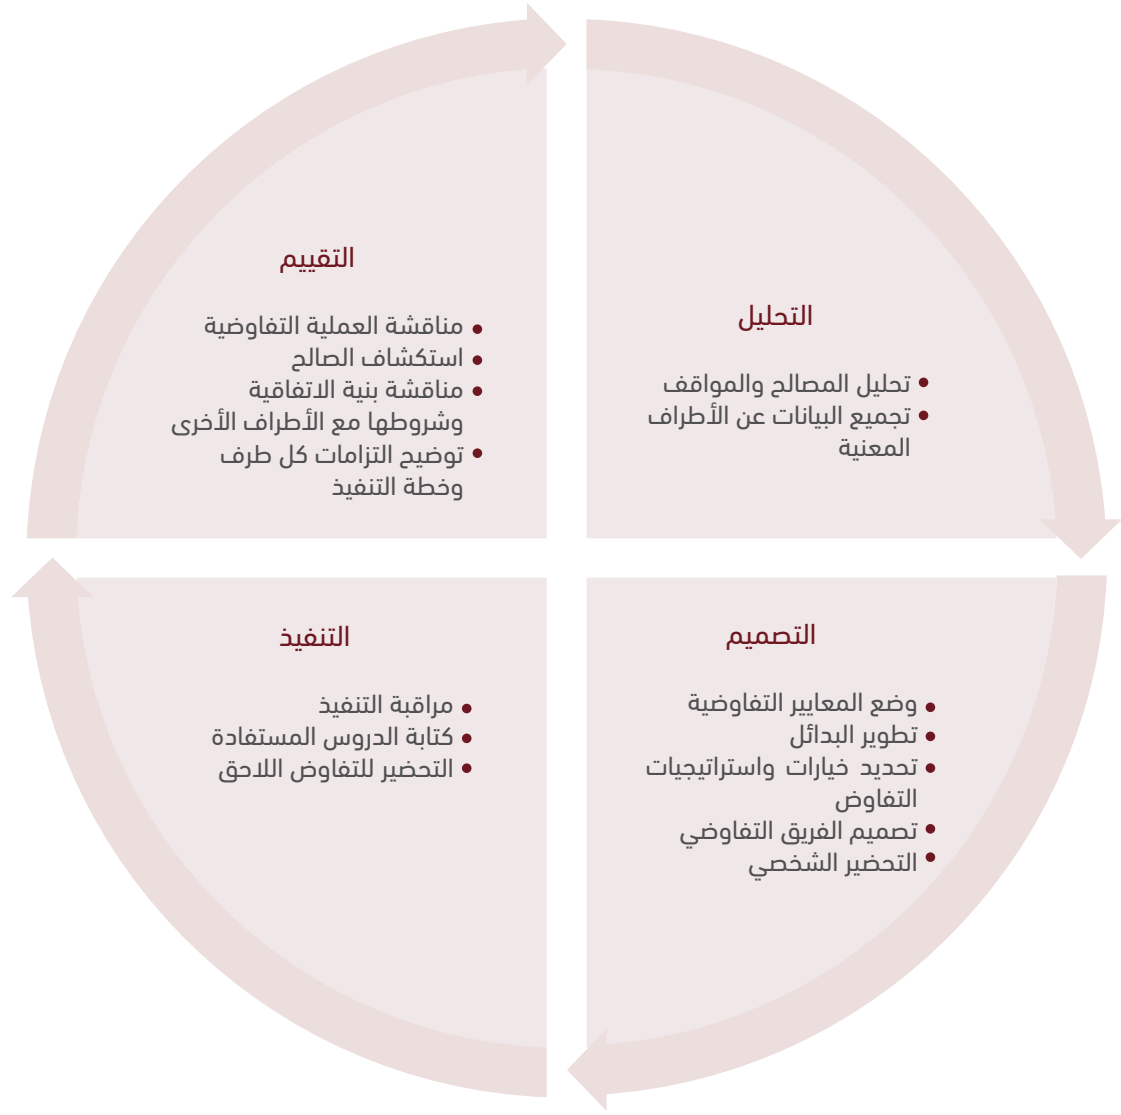 التحليل
تحليل المصالح والمواقف
تجميع البيانات عن الأطراف
المعنية
التصميم
وضع المعايير التفاوضية
تطوير البدائل
تحديد خيارات واستراتيجيات
التفاوض
تصميم الفريق التفاوضي
التحضير الشخصي
التنفيذ
مراقبة التنفيذ
كتابة الدروس المستفادة
التحضير للتفاوض اللاحق
التقييم
مناقشة العملية التفاوضية
استكشاف الصالح
مناقشة بنية الاتفاقية
وشروطها مع الأطراف الأخرى
توضيح التزامات كل طرف
وخطة التنفيذ